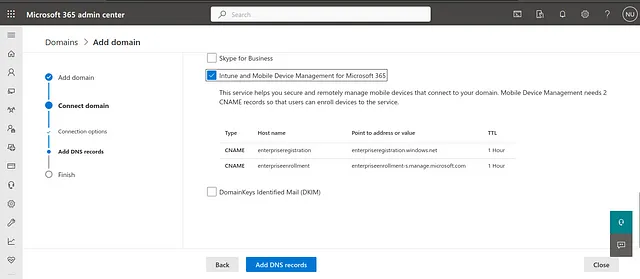 Microsoft 365 admin center
Search
NU
Domains
Add domain
Add domain
Connect domain
Connection options
Add DNS records
Finish
Skype for Business
Intune and Mobile Device Management for Microsoft 365
This service helps you secure and remotely manage mobile devices that connect to your domain. Mobile Device Management needs 2
CNAME records so that users can enroll devices to the service.
Type Host name Point to address or value TTL
CNAME enterpriseregistration enterpriseregistration.windows.net 1 Hour
CNAME enterpriseenrollment enterpriseenrollment-s.manage.microsoft.com 1 Hour
DomainKeys Identified Mail (DKIM)
Back Add DNS records Close